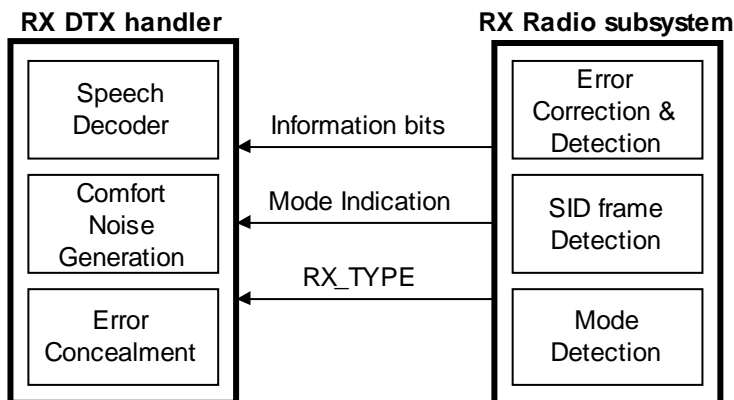 RX DTX handler
RX Radio subsystem
Speech
Decoder
Comfort
Noise
Generation
Error
Concealment
Information bits
Mode Indication
RX_TYPE
Error
Correction &
Detection
SID frame
Detection
Mode
Detection